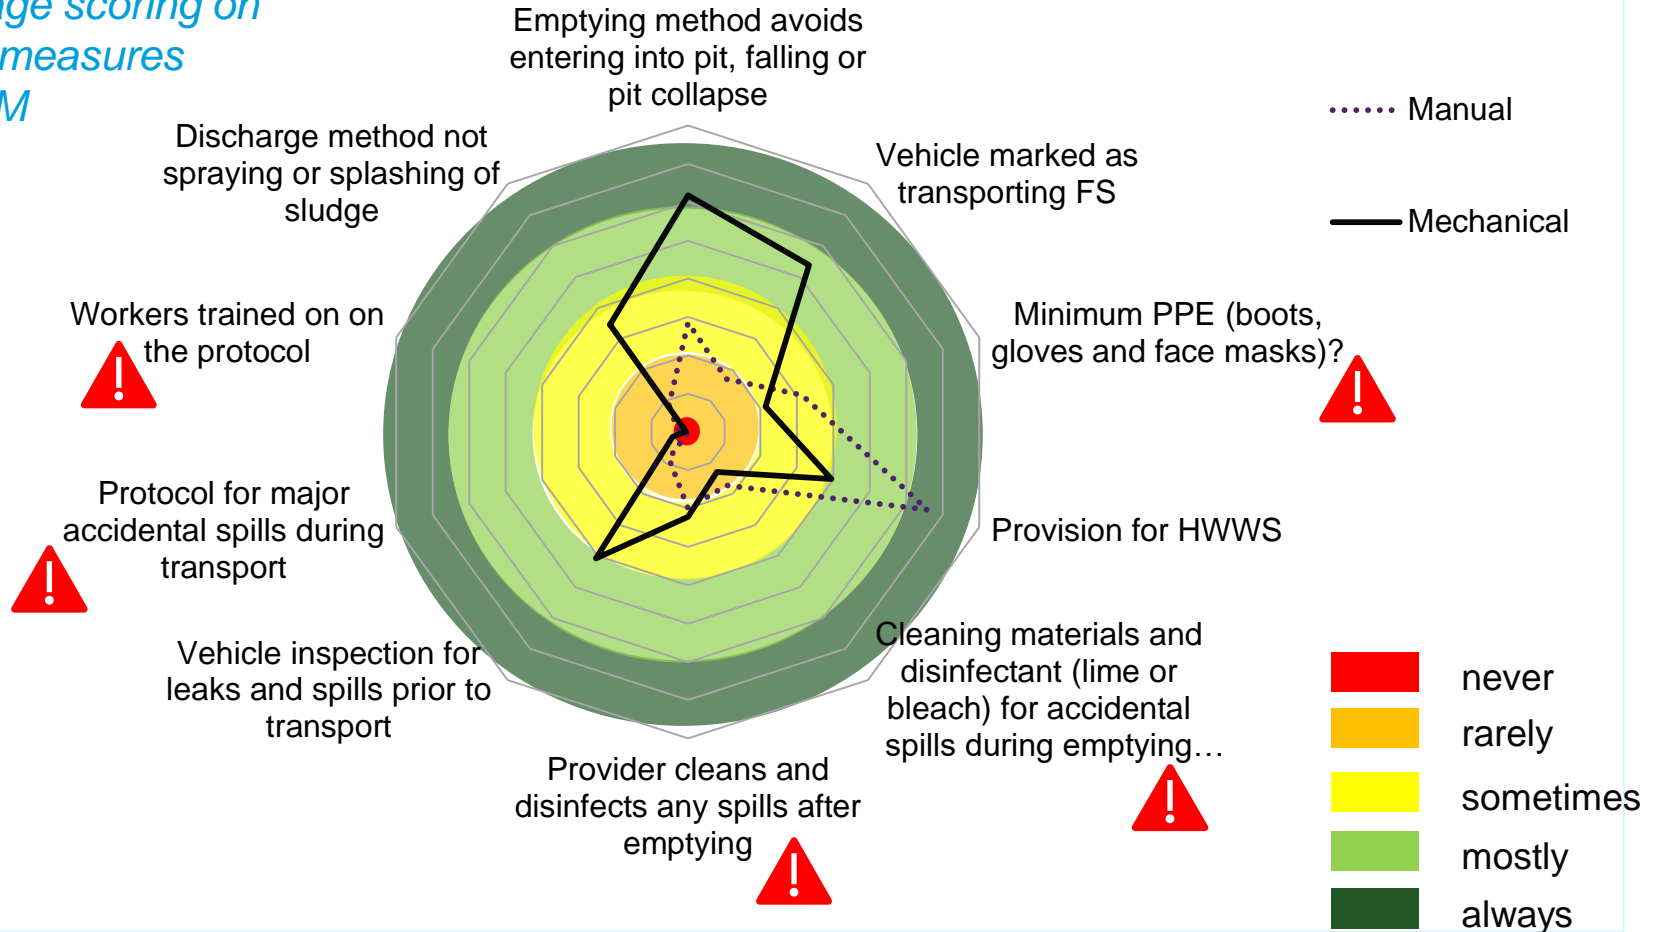 scoring on
measures
M
Emptying method avoids
entering into pit, falling or
pit collapse
Discharge method not
spraying or splashing of
sludge
Vehicle marked as
transporting FS
Manual
Mechanical
Workers trained on on
the protocol
Minimum PPE (boots,
gloves and face masks)?
Protocol for major
accidental spills during
transport
Provision for HWWS
Vehicle inspection for
leaks and spills prior to
transport
Cleaning materials and
disinfectant (lime or
bleach) for accidental
spills during emptying…
Provider cleans and
disinfects any spills after
emptying
never
rarely
sometimes
mostly
always